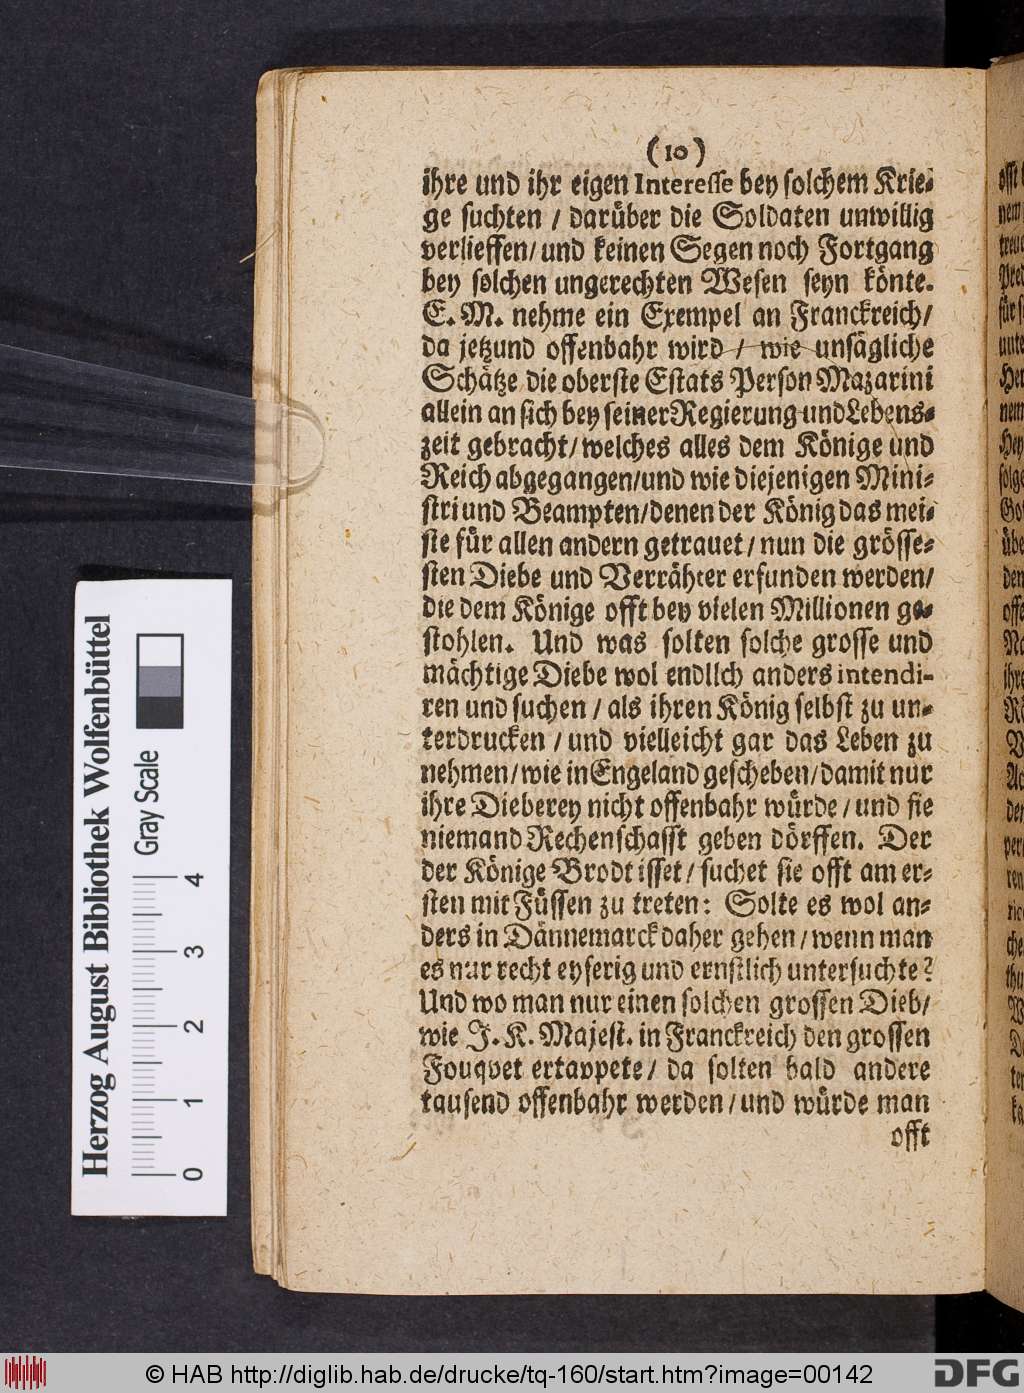 (10)
ihre und ihr eigen Interesse bey solchem Krie-
ge suchten / darüber die Soldaten unwillig
verlieffen / und keinen Segen noch Fortgang
bey solchen ungerechten Wesen seyn könte.
E. M. nehme ein Exempel an Franckreich /
da jetzund offenbahr wird / wie unsägliche
Schätze die oberste Estats Person Mazarini
allein an sich bey seiner Regierung und Lebens-
zeit gebracht / welches alles dem Könige und
Reich abgegangen / und wie diejenigen Mini-
stri und Beampten / denen der König das mei-
ste für allen andern getrauet / nun die grösse-
sten Diebe und Verrähter erfunden werden /
die dem Könige offt bey vielen Millionen ge-
stohlen. Und was solten solche grosse und
mächtige Diebe wol endlich anders intendi-
ren und suchen / als ihren König selbst zu un-
terdrucken / und vielleicht gar das Leben zu
nehmen / wie in Engeland gescheben / damit nur
ihre Dieberey nicht offenbahr würde / und sie
niemand Rechenschafft geben dörffen. Der
der Könige Brodt isset / suchet sie offt am er-
sten mit Füssen zu treten: Solte es wol an-
ders in Dännemarck daher gehen / wenn man
es nur recht eyferig und ernstlich untersuchte?
Und wo man nur einen solchen grossen Dieb /
wie J. K. Majest. in Franckreich den grossen
Fouquet ertappete / da solten bald andere
tausend offenbahr werden / und würde man
offt
Herzog August Bibliothek Wolfenbüttel
Gray Scale
0 1 2 3 4
© HAB http://diglib.hab.de/drucke/tq-160/start.htm?image=00142
DFG